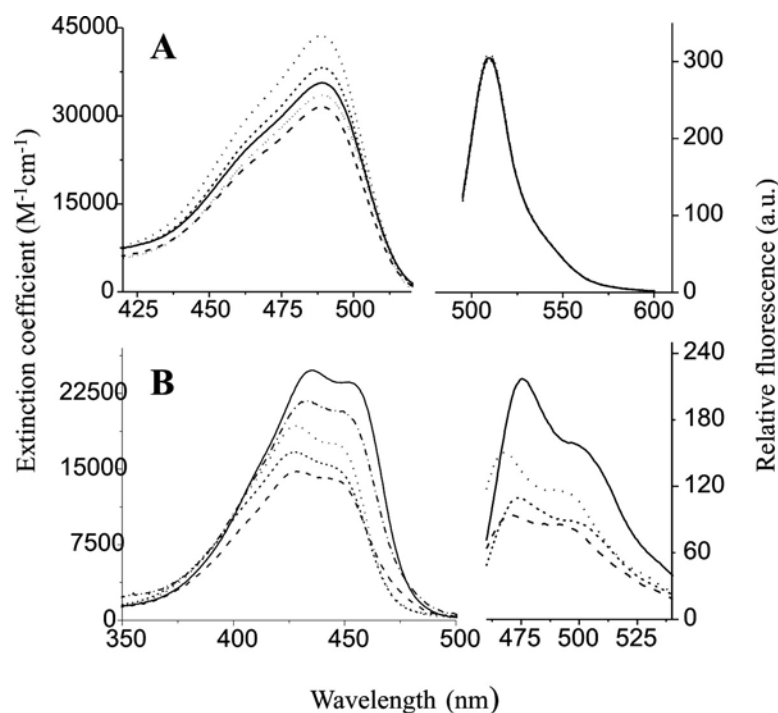 A
45000
30000
15000
0
425 450 475 500
300
200
100
0
500 550 600
B
22500
15000
7500
0
350 400 450 500
240
180
120
60
0
475 500 525
Extinction coefficient (M⁻¹cm⁻¹)
Relative fluorescence (a.u.)
Wavelength (nm)